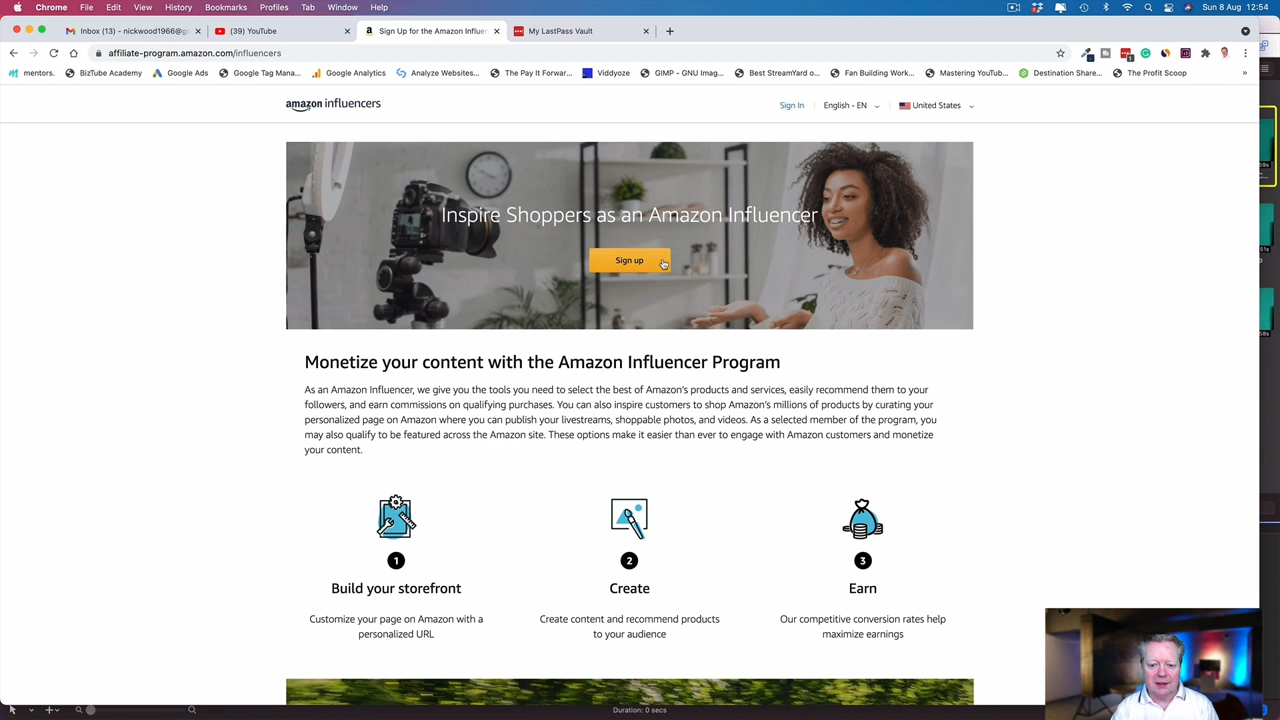 Chrome File Edit View History Bookmarks Profiles Tab Window Help
Sun 8 Aug 12:54
Inbox (13) - nickwood1966@g
(39) YouTube
Sign Up for the Amazon Influen
My LastPass Vault
affiliate-program.amazon.com/influencers
mentors. BizTube Academy Google Ads Google Tag Mana... Google Analytics Analyze Websites... The Pay It Forwar... Viddyoze GIMP - GNU Imag... Best StreamYard o... Fan Building Work... Mastering YouTub... Destination Share... The Profit Scoop »
amazon influencers
Sign In English - EN United States
Inspire Shoppers as an Amazon Influencer
Sign up
Monetize your content with the Amazon Influencer Program
As an Amazon Influencer, we give you the tools you need to select the best of Amazon's products and services, easily recommend them to your
followers, and earn commissions on qualifying purchases. You can also inspire customers to shop Amazon's millions of products by curating your
personalized page on Amazon where you can publish your livestreams, shoppable photos, and videos. As a selected member of the program, you
may also qualify to be featured across the Amazon site. These options make it easier than ever to engage with Amazon customers and monetize
your content.
1
Build your storefront
Customize your page on Amazon with a
personalized URL
2
Create
Create content and recommend products
to your audience
3
Earn
Our competitive conversion rates help
maximize earnings
Duration: 0 secs